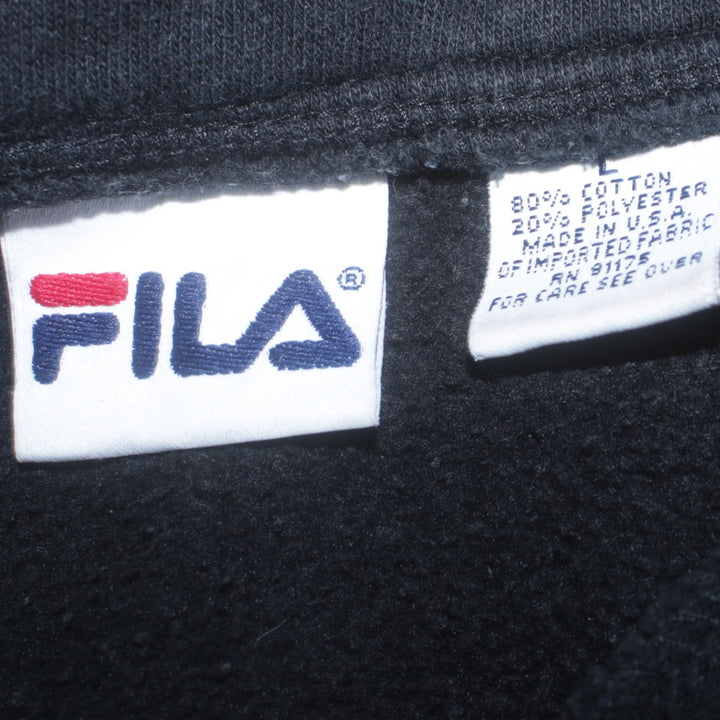 FILA®
L
80% COTTON
20% POLYESTER
MADE IN U.S.A.
OF IMPORTED FABRIC
RN 91175
FOR CARE SEE OVER